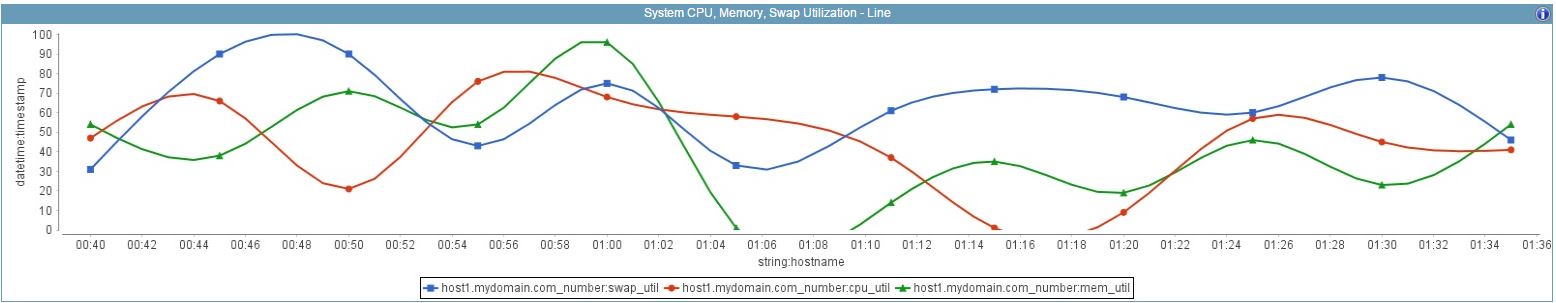 System CPU, Memory, Swap Utilization - Line
i
datetime:timestamp
100
90
80
70
60
50
40
30
20
10
0
00:40 00:42 00:44 00:46 00:48 00:50 00:52 00:54 00:56 00:58 01:00 01:02 01:04 01:06 01:08 01:10 01:12 01:14 01:16 01:18 01:20 01:22 01:24 01:26 01:28 01:30 01:32 01:34 01:36
string:hostname
host1.mydomain.com_number:swap_util host1.mydomain.com_number:cpu_util host1.mydomain.com_number:mem_util